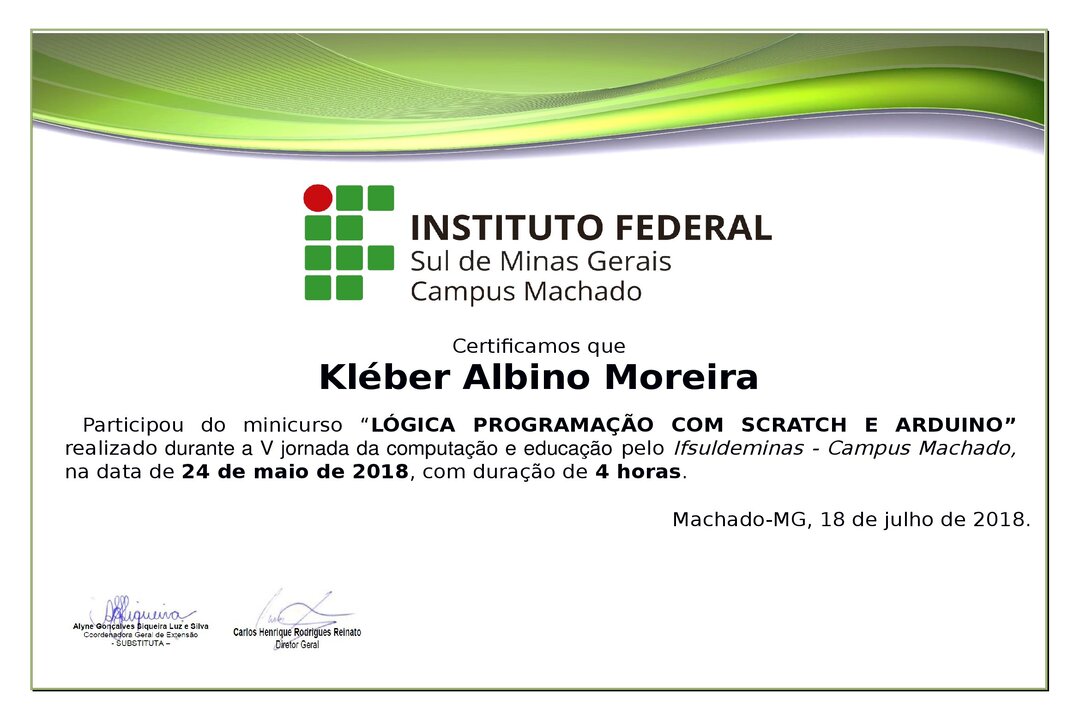 INSTITUTO FEDERAL
Sul de Minas Gerais
Campus Machado
Certificamos que
Kléber Albino Moreira
Participou do minicurso “LÓGICA PROGRAMAÇÃO COM SCRATCH E ARDUINO”
realizado durante a V jornada da computação e educação pelo Ifsuldeminas - Campus Machado,
na data de 24 de maio de 2018, com duração de 4 horas.
Machado-MG, 18 de julho de 2018.
Alyne Gonçalves Siqueira Luz e Silva
Coordenadora Geral de Extensão
- SUBSTITUTA –
Carlos Henrique Rodrigues Reinato
Diretor Geral